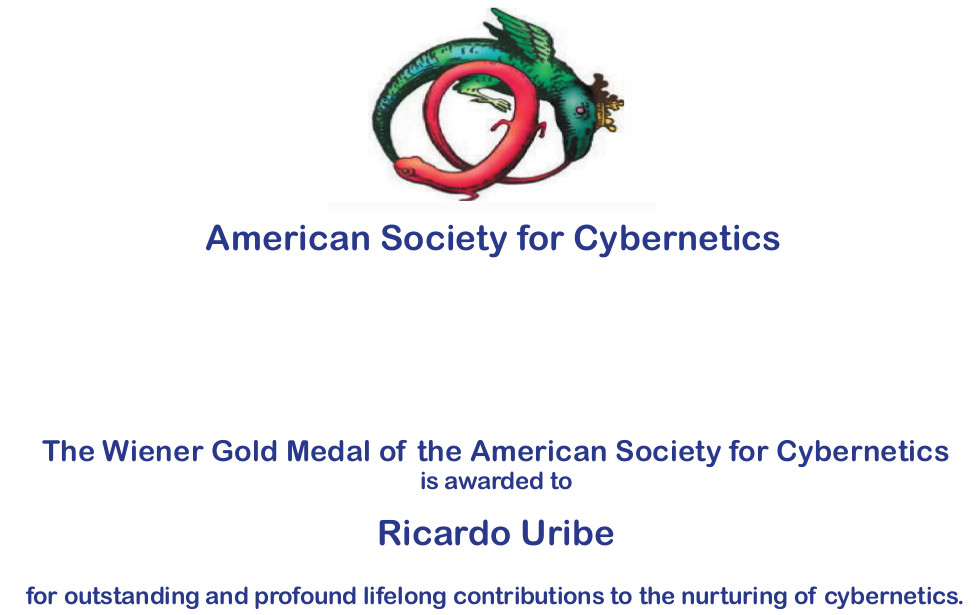 American Society for Cybernetics
The Wiener Gold Medal of the American Society for Cybernetics
is awarded to
Ricardo Uribe
for outstanding and profound lifelong contributions to the nurturing of cybernetics.